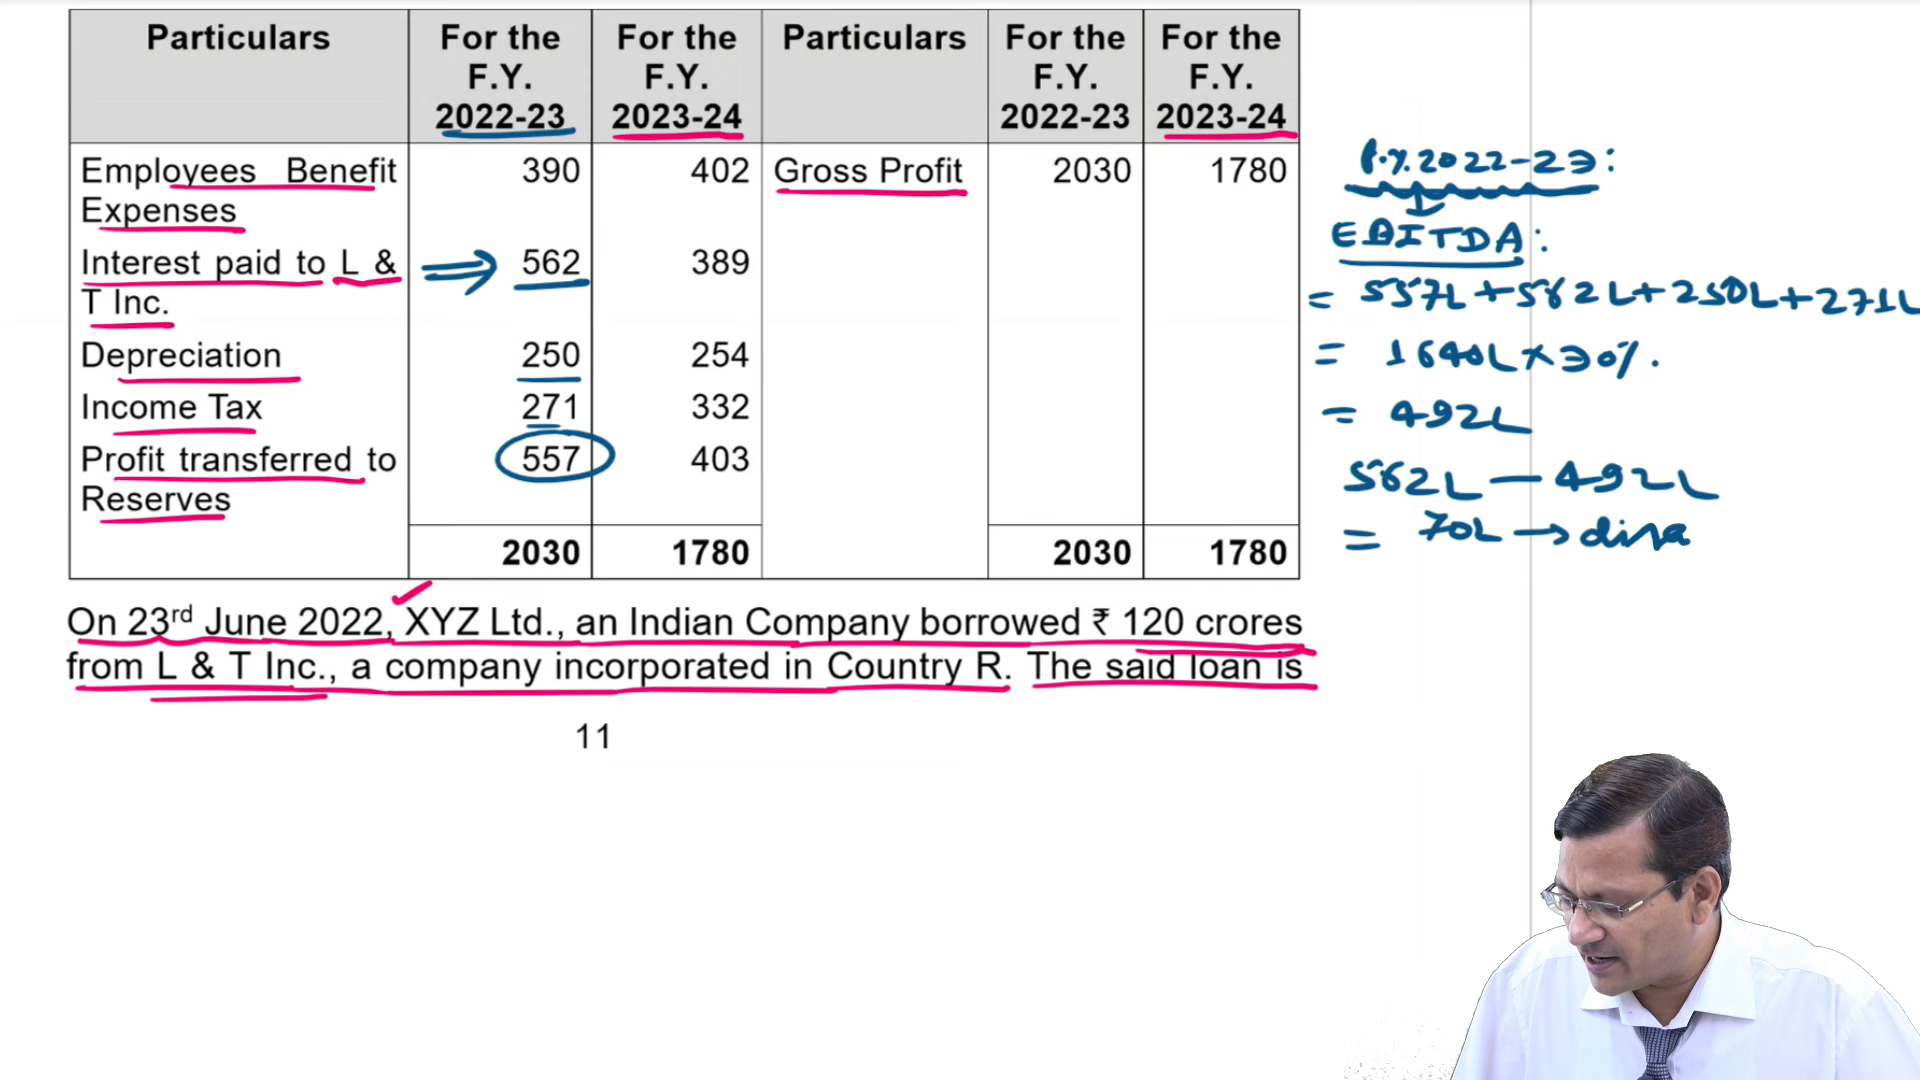 Particulars For the F.Y. 2022-23 For the F.Y. 2023-24 Particulars For the F.Y. 2022-23 For the F.Y. 2023-24
Employees Benefit Expenses 390 402 Gross Profit 2030 1780
Interest paid to L & T Inc. 562 389
Depreciation 250 254
Income Tax 271 332
Profit transferred to Reserves 557 403
2030 1780 2030 1780
On 23rd June 2022, XYZ Ltd., an Indian Company borrowed ₹ 120 crores
from L & T Inc., a company incorporated in Country R. The said loan is
11
P.Y. 2022-23:
EBITDA:
= 557L + 562L + 250L + 271L
= 1640L × 30%.
= 492L
562L — 492L
= 70L → disa